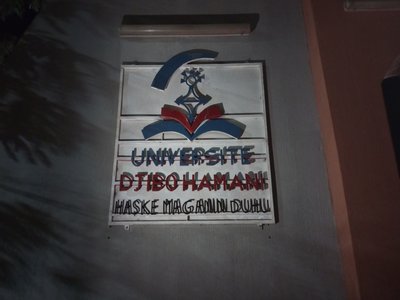 UNIVERSITE
DJIBO HAMANI
HASKE MAGANIN DUHU